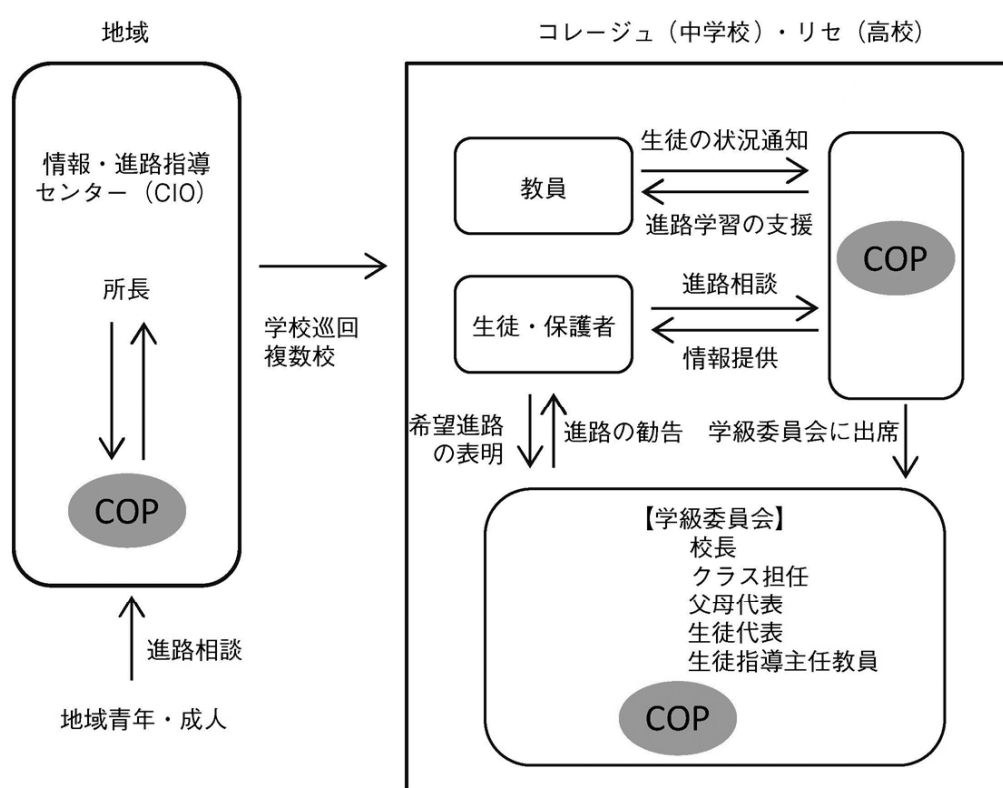 地域
情報・進路指導
センター（CIO）
所長
COP
進路相談
地域青年・成人
学校巡回
複数校
コレージュ（中学校）・リセ（高校）
教員
生徒の状況通知
進路学習の支援
COP
生徒・保護者
進路相談
情報提供
希望進路
の表明
進路の勧告
学級委員会に出席
【学級委員会】
校長
クラス担任
父母代表
生徒代表
生徒指導主任教員
COP